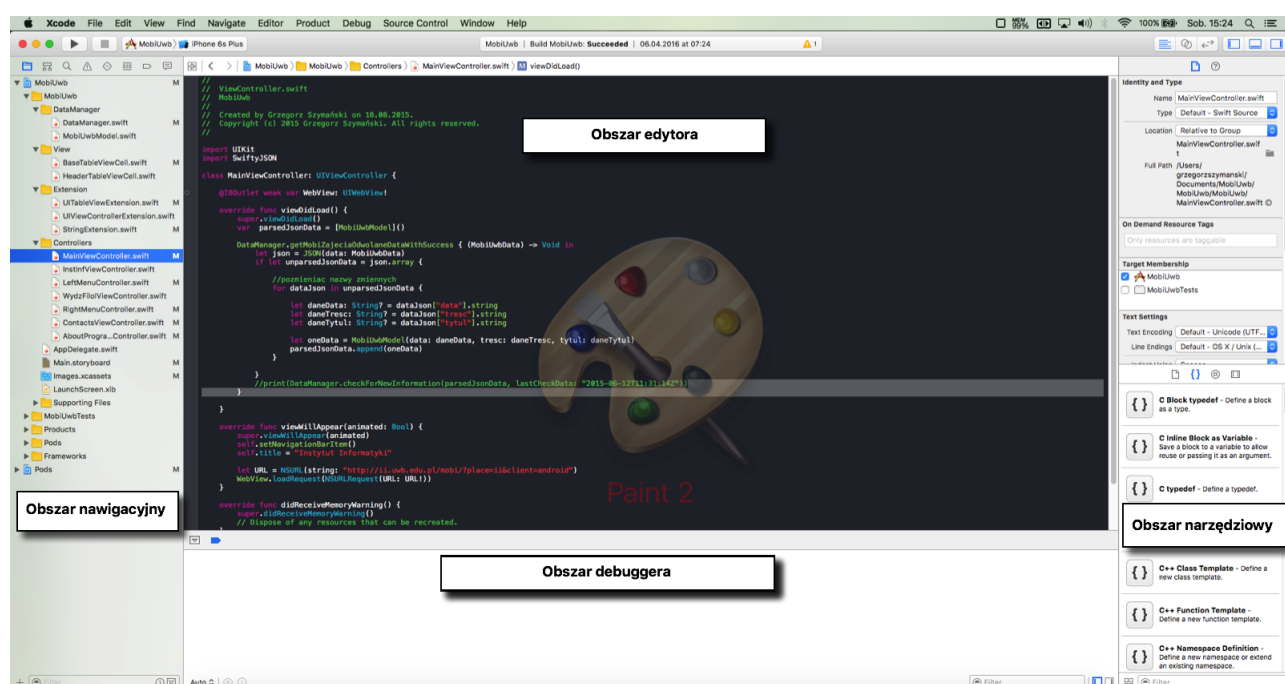 Xcode File Edit View Find Navigate Editor Product Debug Source Control Window Help
MEM 99% 100% Sob. 15:24
MobiUwb iPhone 6s Plus
MobiUwb | Build MobiUwb: Succeeded | 06.04.2016 at 07:24
1
MobiUwb M
MobiUwb
DataManager
DataManager.swift M
MobiUwbModel.swift
View
BaseTableViewCell.swift M
HeaderTableViewCell.swift
Extension
UITableViewExtension.swift M
UIViewControllerExtension.swift
StringExtension.swift M
Controllers
MainViewController.swift M
InstInfViewController.swift
LeftMenuController.swift M
WydzFilolViewController.swift
RightMenuController.swift M
ContactsViewController.swift M
AboutProgra...Controller.swift M
AppDelegate.swift
Main.storyboard M
Images.xcassets M
LaunchScreen.xib
Supporting Files
MobiUwbTests
Products
Pods
Frameworks
Pods M
Obszar nawigacyjny
Filter
MobiUwb MobiUwb Controllers MainViewController.swift M viewDidLoad()
//
// ViewController.swift
// MobiUwb
//
// Created by Grzegorz Szymański on 18.08.2015.
// Copyright (c) 2015 Grzegorz Szymański. All rights reserved.
//
import UIKit
import SwiftyJSON
class MainViewController: UIViewController {
@IBOutlet weak var WebView: UIWebView!
override func viewDidLoad() {
super.viewDidLoad()
var parsedJsonData = [MobiUwbModel]()
DataManager.getMobiZajeciaOdwolaneDataWithSuccess { (MobiUwbData) -> Void in
let json = JSON(data: MobiUwbData)
if let unparsedJsonData = json.array {
//pozmieniac nazwy zmiennych
for dataJson in unparsedJsonData {
let daneData: String? = dataJson["data"].string
let daneTresc: String? = dataJson["tresc"].string
let daneTytul: String? = dataJson["tytul"].string
let oneData = MobiUwbModel(data: daneData, tresc: daneTresc, tytul: daneTytul)
parsedJsonData.append(oneData)
}
}
//print(DataManager.checkForNewInformation(parsedJsonData, lastCheckData: "2015-06-12T11:31:14Z"))
}
}
override func viewWillAppear(animated: Bool) {
super.viewWillAppear(animated)
self.setNavigationBarItem()
self.title = "Instytut Informatyki"
let URL = NSURL(string: "http://ii.uwb.edu.pl/mobi/?place=ii&client=android")
WebView.loadRequest(NSURLRequest(URL: URL!))
}
override func didReceiveMemoryWarning() {
super.didReceiveMemoryWarning()
// Dispose of any resources that can be recreated.
Obszar edytora
Paint 2
Obszar debuggera
Auto
Filter
Identity and Type
Name MainViewController.swift
Type Default - Swift Source
Location Relative to Group
MainViewController.swif
t
Full Path /Users/
grzegorzszymanski/
Documents/MobiUwb/
MobiUwb/MobiUwb/
MainViewController.swift
On Demand Resource Tags
Only resources are taggable
Target Membership
MobiUwb
MobiUwbTests
Text Settings
Text Encoding Default - Unicode (UTF...
Line Endings Default - OS X / Unix (...
{ } C Block typedef - Define a block
as a type.
{ } C Inline Block as Variable -
Save a block to a variable to allow
reuse or passing it as an argument.
{ } C typedef - Define a typedef.
Obszar narzędziowy
{ } C++ Class Template - Define a
new class template.
{ } C++ Function Template -
Define a new function template.
{ } C++ Namespace Definition -
Define a new namespace or extend
an existing namespace.
Filter